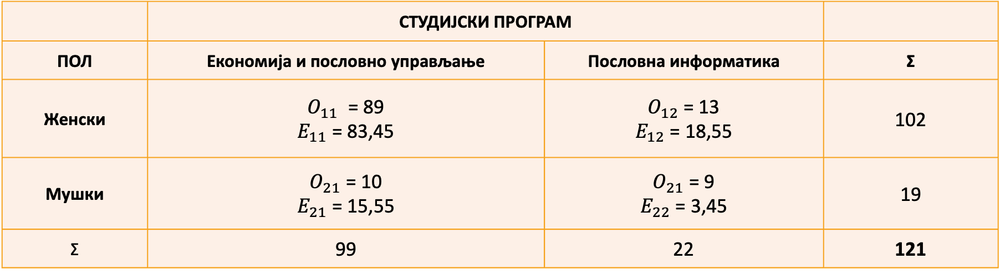 СТУДИЈСКИ ПРОГРАМ
ПОЛ Економија и пословно управљање Пословна информатика Σ
Женски
O₁₁ = 89
E₁₁ = 83,45
O₁₂ = 13
E₁₂ = 18,55
102
Мушки
O₂₁ = 10
E₂₁ = 15,55
O₂₁ = 9
E₂₂ = 3,45
19
Σ 99 22 121